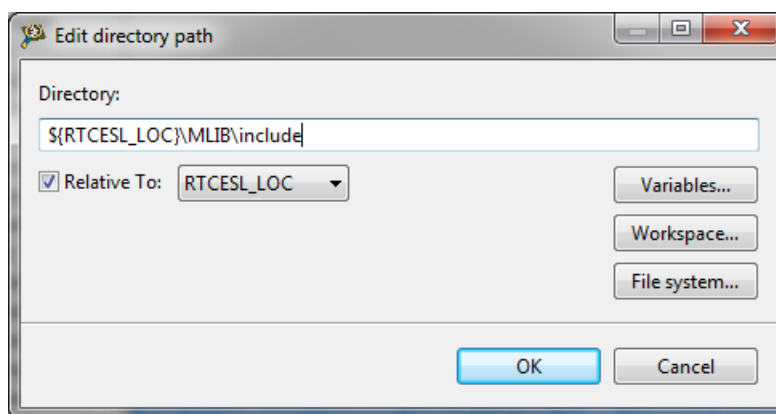 Edit directory path
Directory:
${RTCESL_LOC}\MLIB\include
Relative To: RTCESL_LOC
Variables...
Workspace...
File system...
OK Cancel